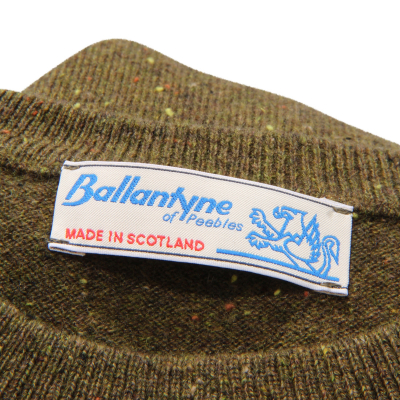 Ballantyne
of Peebles
MADE IN SCOTLAND